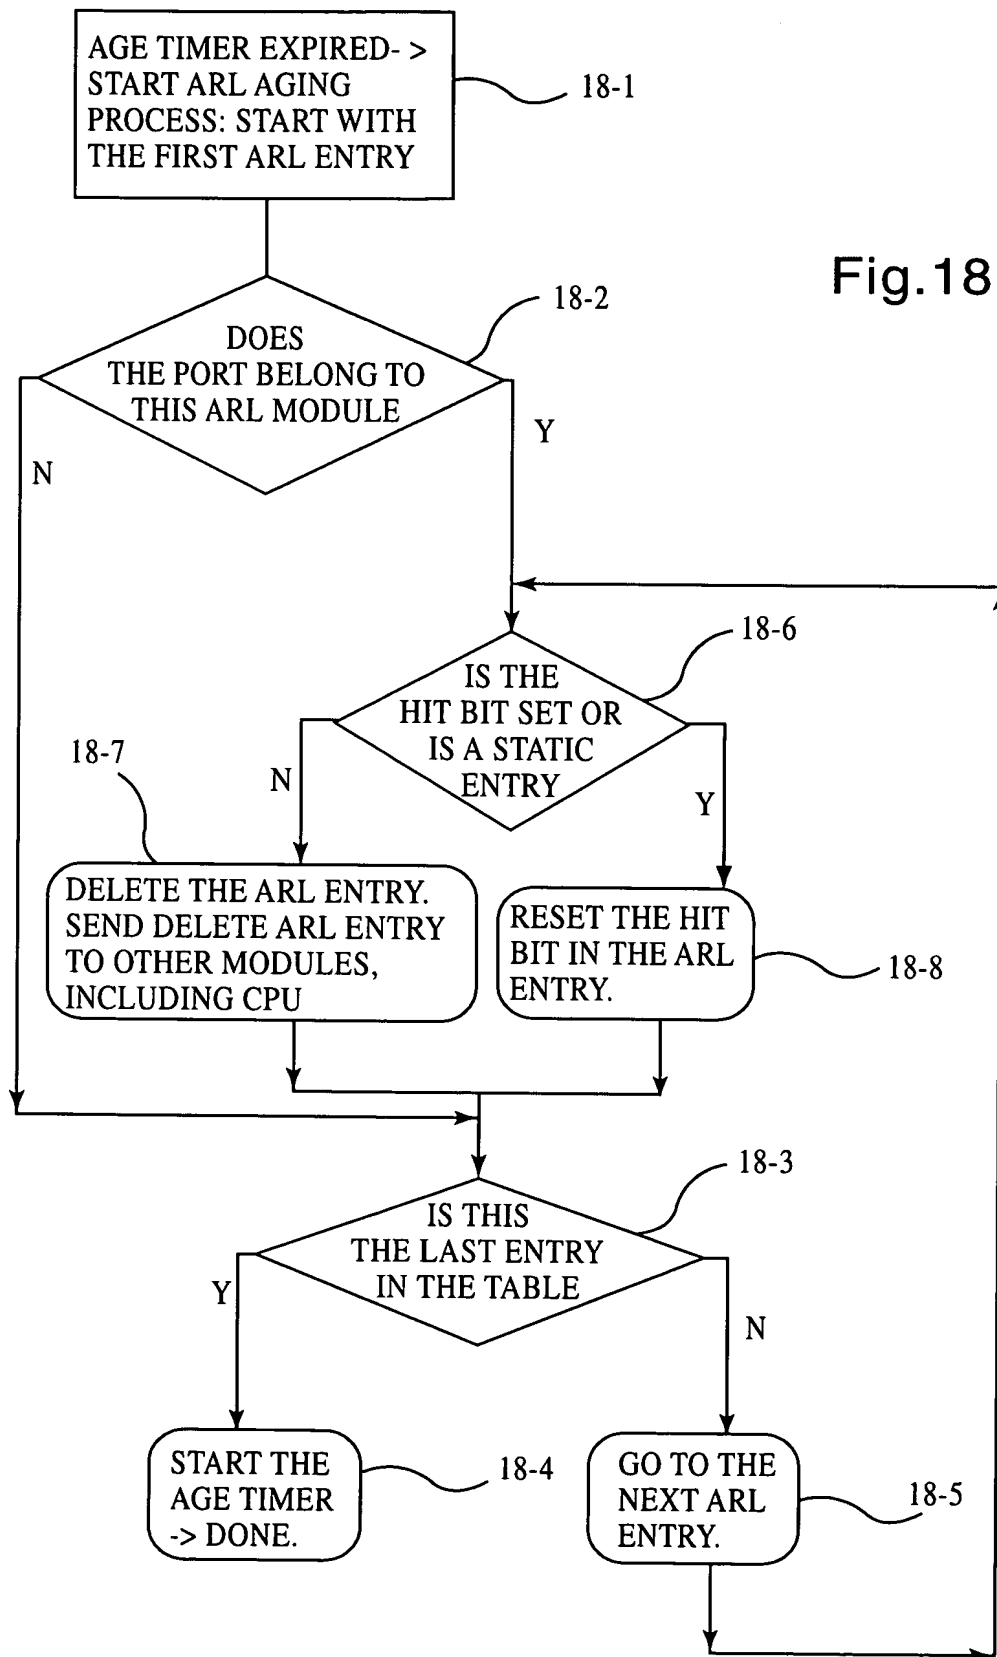 AGE TIMER EXPIRED- >
START ARL AGING
PROCESS: START WITH
THE FIRST ARL ENTRY
18-1
Fig.18
18-2
DOES
THE PORT BELONG TO
THIS ARL MODULE
N
Y
18-6
IS THE
HIT BIT SET OR
IS A STATIC
ENTRY
18-7
N
Y
DELETE THE ARL ENTRY.
SEND DELETE ARL ENTRY
TO OTHER MODULES,
INCLUDING CPU
RESET THE HIT
BIT IN THE ARL
ENTRY.
18-8
18-3
IS THIS
THE LAST ENTRY
IN THE TABLE
Y
N
START THE
AGE TIMER
-> DONE.
18-4
GO TO THE
NEXT ARL
ENTRY.
18-5